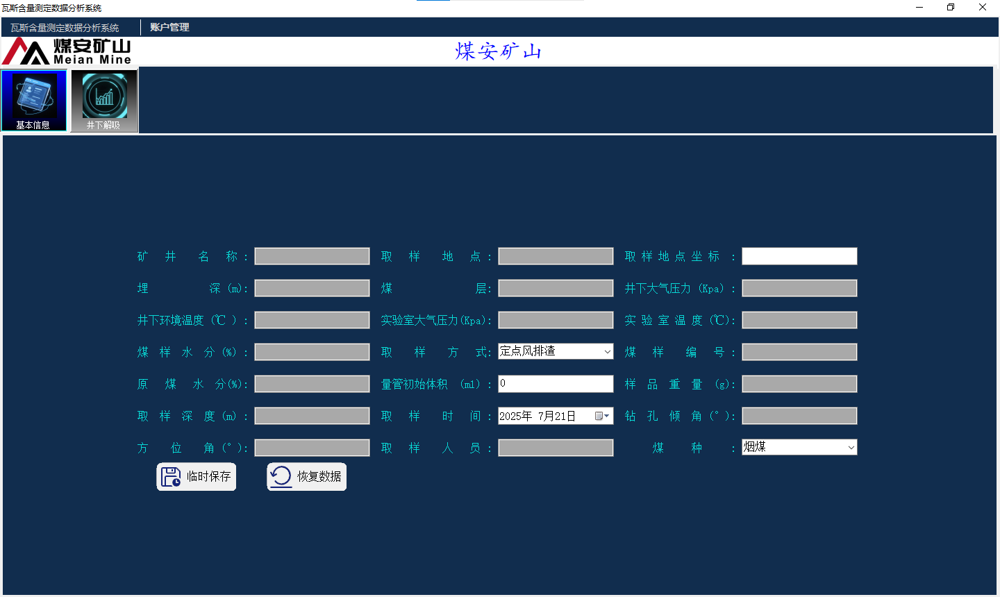 瓦斯含量测定数据分析系统
瓦斯含量测定数据分析系统 账户管理
煤安矿山
Meian Mine
煤安矿山
基本信息 井下解吸
矿井名称: 取样地点: 取样地点坐标:
埋深(m): 煤层: 井下大气压力(Kpa):
井下环境温度(℃): 实验室大气压力(Kpa): 实验室温度(℃):
煤样水分(%): 取样方式: 定点风排渣 煤样编号:
原煤水分(%): 量管初始体积(ml): 0 样品重量(g):
取样深度(m): 取样时间: 2025年 7月21日 钻孔倾角(°):
方位角(°): 取样人员: 煤种: 烟煤
临时保存 恢复数据